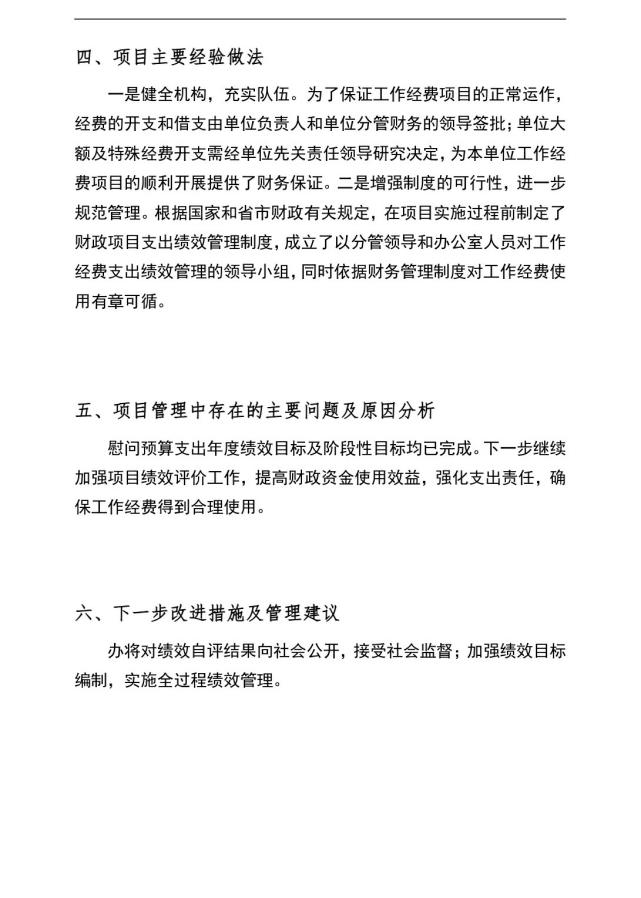 四、项目主要经验做法
一是健全机构，充实队伍。为了保证工作经费项目的正常运作，
经费的开支和借支由单位负责人和单位分管财务的领导签批；单位大
额及特殊经费开支需经单位先关责任领导研究决定，为本单位工作经
费项目的顺利开展提供了财务保证。二是增强制度的可行性，进一步
规范管理。根据国家和省市财政有关规定，在项目实施过程前制定了
财政项目支出绩效管理制度，成立了以分管领导和办公室人员对工作
经费支出绩效管理的领导小组，同时依据财务管理制度对工作经费使
用有章可循。
五、项目管理中存在的主要问题及原因分析
慰问预算支出年度绩效目标及阶段性目标均已完成。下一步继续
加强项目绩效评价工作，提高财政资金使用效益，强化支出责任，确
保工作经费得到合理使用。
六、下一步改进措施及管理建议
办将对绩效自评结果向社会公开，接受社会监督；加强绩效目标
编制，实施全过程绩效管理。